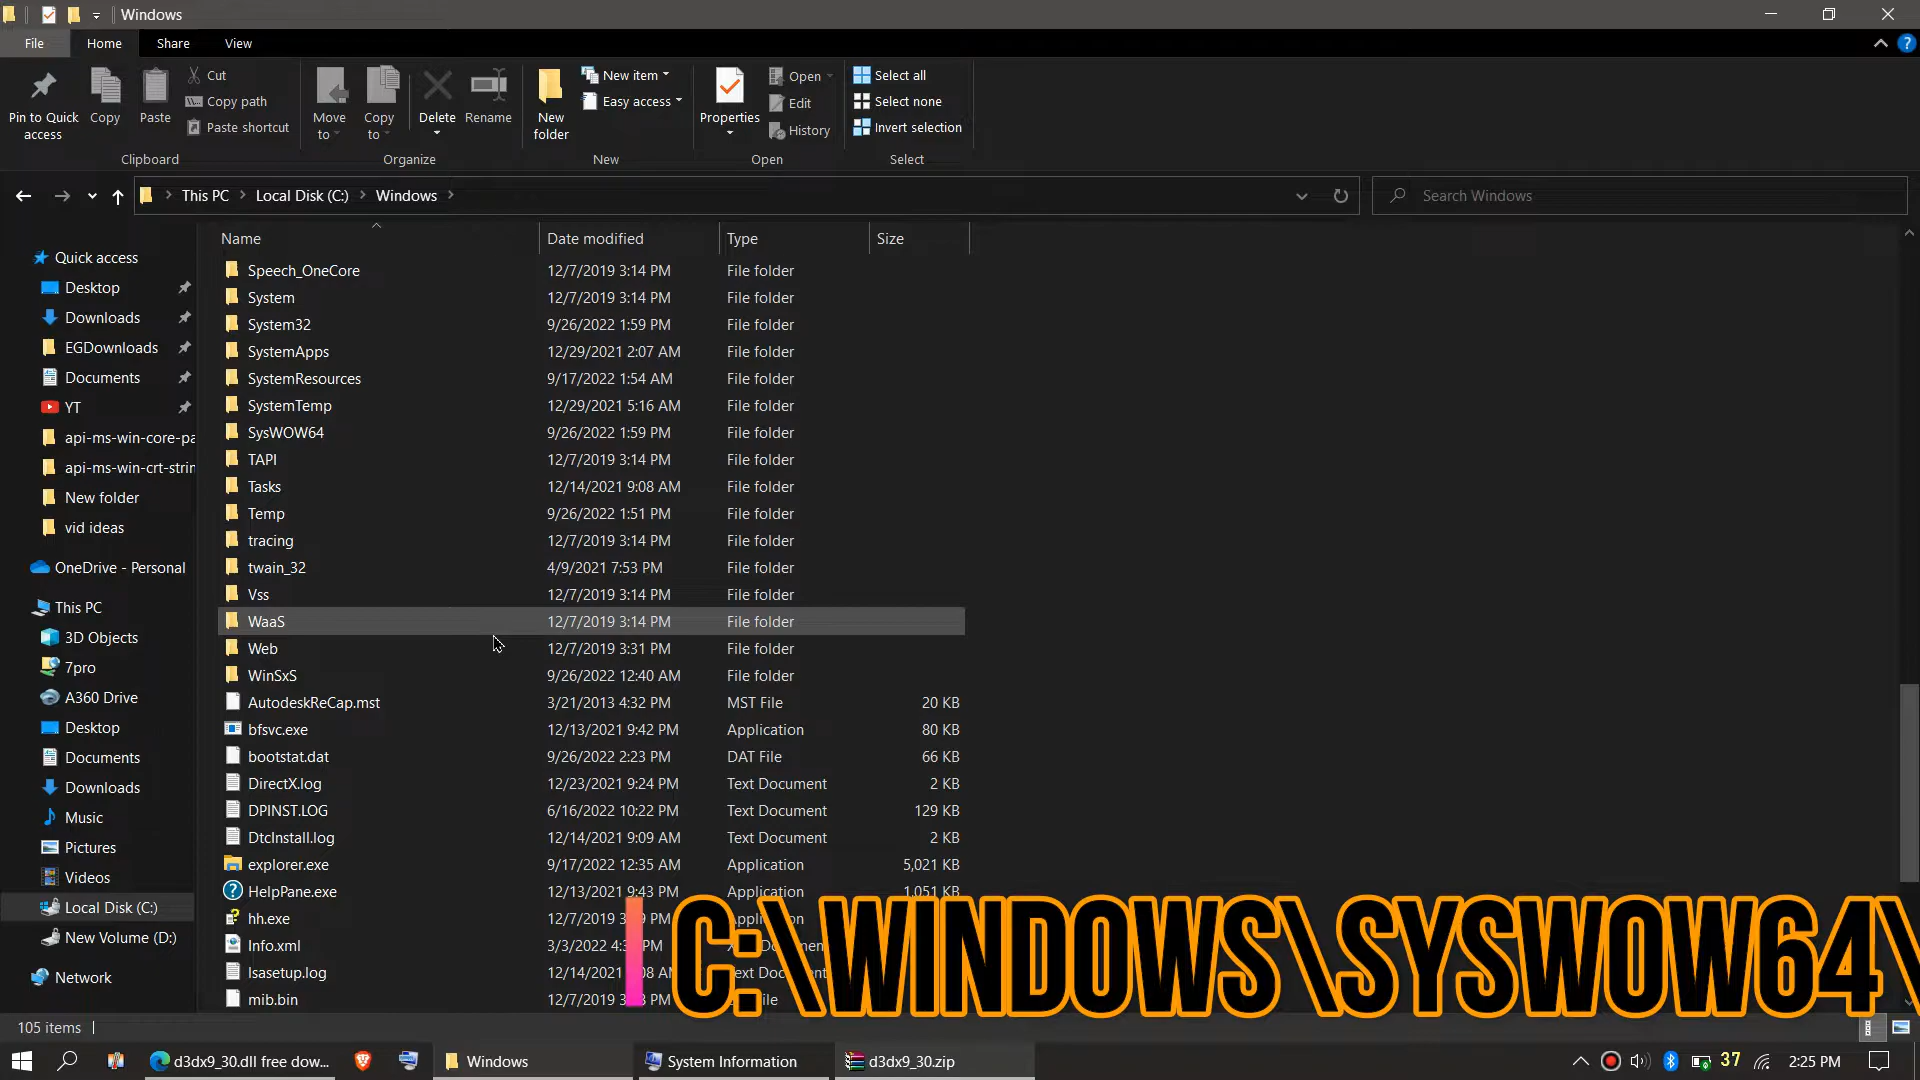 Windows
File Home Share View
Pin to Quick access
Copy
Paste
Cut
Copy path
Paste shortcut
Clipboard
Move to
Copy to
Delete
Rename
Organize
New folder
New item
Easy access
New
Properties
Open
Edit
History
Open
Select all
Select none
Invert selection
Select
This PC Local Disk (C:) Windows
Search Windows
Quick access
Desktop
Downloads
EGDownloads
Documents
YT
api-ms-win-core-pa
api-ms-win-crt-strin
New folder
vid ideas
OneDrive - Personal
This PC
3D Objects
7pro
A360 Drive
Desktop
Documents
Downloads
Music
Pictures
Videos
Local Disk (C:)
New Volume (D:)
Network
Name Date modified Type Size
Speech_OneCore 12/7/2019 3:14 PM File folder
System 12/7/2019 3:14 PM File folder
System32 9/26/2022 1:59 PM File folder
SystemApps 12/29/2021 2:07 AM File folder
SystemResources 9/17/2022 1:54 AM File folder
SystemTemp 12/29/2021 5:16 AM File folder
SysWOW64 9/26/2022 1:59 PM File folder
TAPI 12/7/2019 3:14 PM File folder
Tasks 12/14/2021 9:08 AM File folder
Temp 9/26/2022 1:51 PM File folder
tracing 12/7/2019 3:14 PM File folder
twain_32 4/9/2021 7:53 PM File folder
Vss 12/7/2019 3:14 PM File folder
WaaS 12/7/2019 3:14 PM File folder
Web 12/7/2019 3:31 PM File folder
WinSxS 9/26/2022 12:40 AM File folder
AutodeskReCap.mst 3/21/2013 4:32 PM MST File 20 KB
bfsvc.exe 12/13/2021 9:42 PM Application 80 KB
bootstat.dat 9/26/2022 2:23 PM DAT File 66 KB
DirectX.log 12/23/2021 9:24 PM Text Document 2 KB
DPINST.LOG 6/16/2022 10:22 PM Text Document 129 KB
DtcInstall.log 12/14/2021 9:09 AM Text Document 2 KB
explorer.exe 9/17/2022 12:35 AM Application 5,021 KB
HelpPane.exe 12/13/2021 9:43 PM Application 1,051 KB
hh.exe 12/7/2019 PM Application
Info.xml 3/3/2022 PM
lsasetup.log 12/14/2021 Text
mib.bin 12/7/2019 PM file
C:\WINDOWS\SYSWOW64\
105 items
d3dx9_30.dll free dow...
Windows
System Information
d3dx9_30.zip
37
2:25 PM